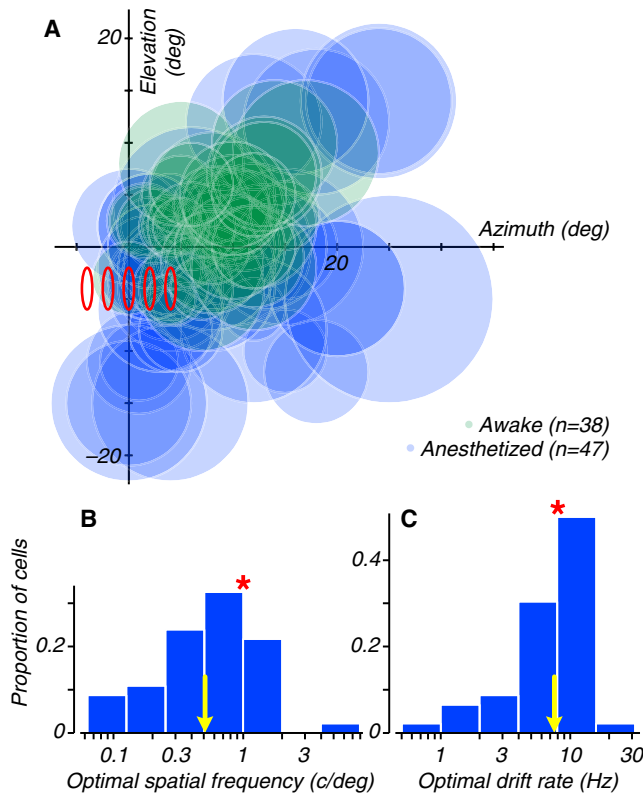 A
20
Elevation
(deg)
Azimuth (deg)
20
Awake (n=38)
Anesthetized (n=47)
–20
B
C
*
*
Proportion of cells
0.2
0
0.1
0.3
1
3
Optimal spatial frequency (c/deg)
0.4
0.2
0
1
3
10
30
Optimal drift rate (Hz)